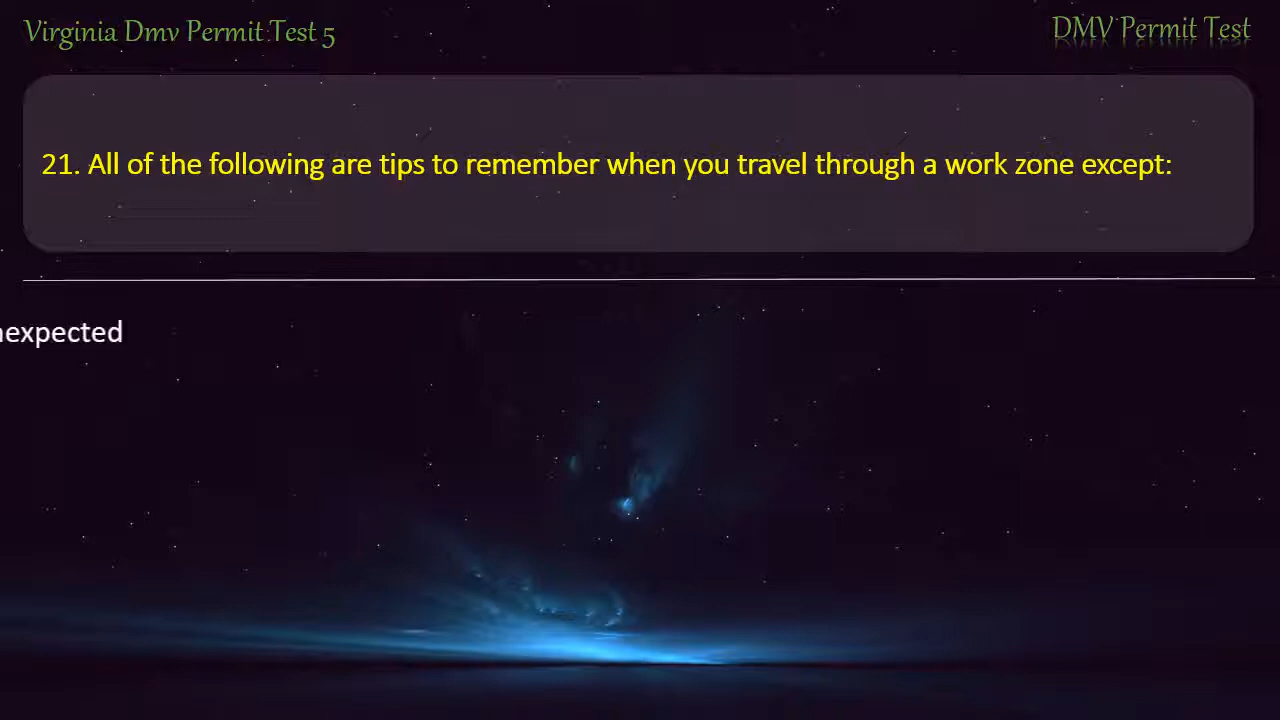 Virginia Dmv Permit Test 5
DMV Permit Test
21. All of the following are tips to remember when you travel through a work zone except: